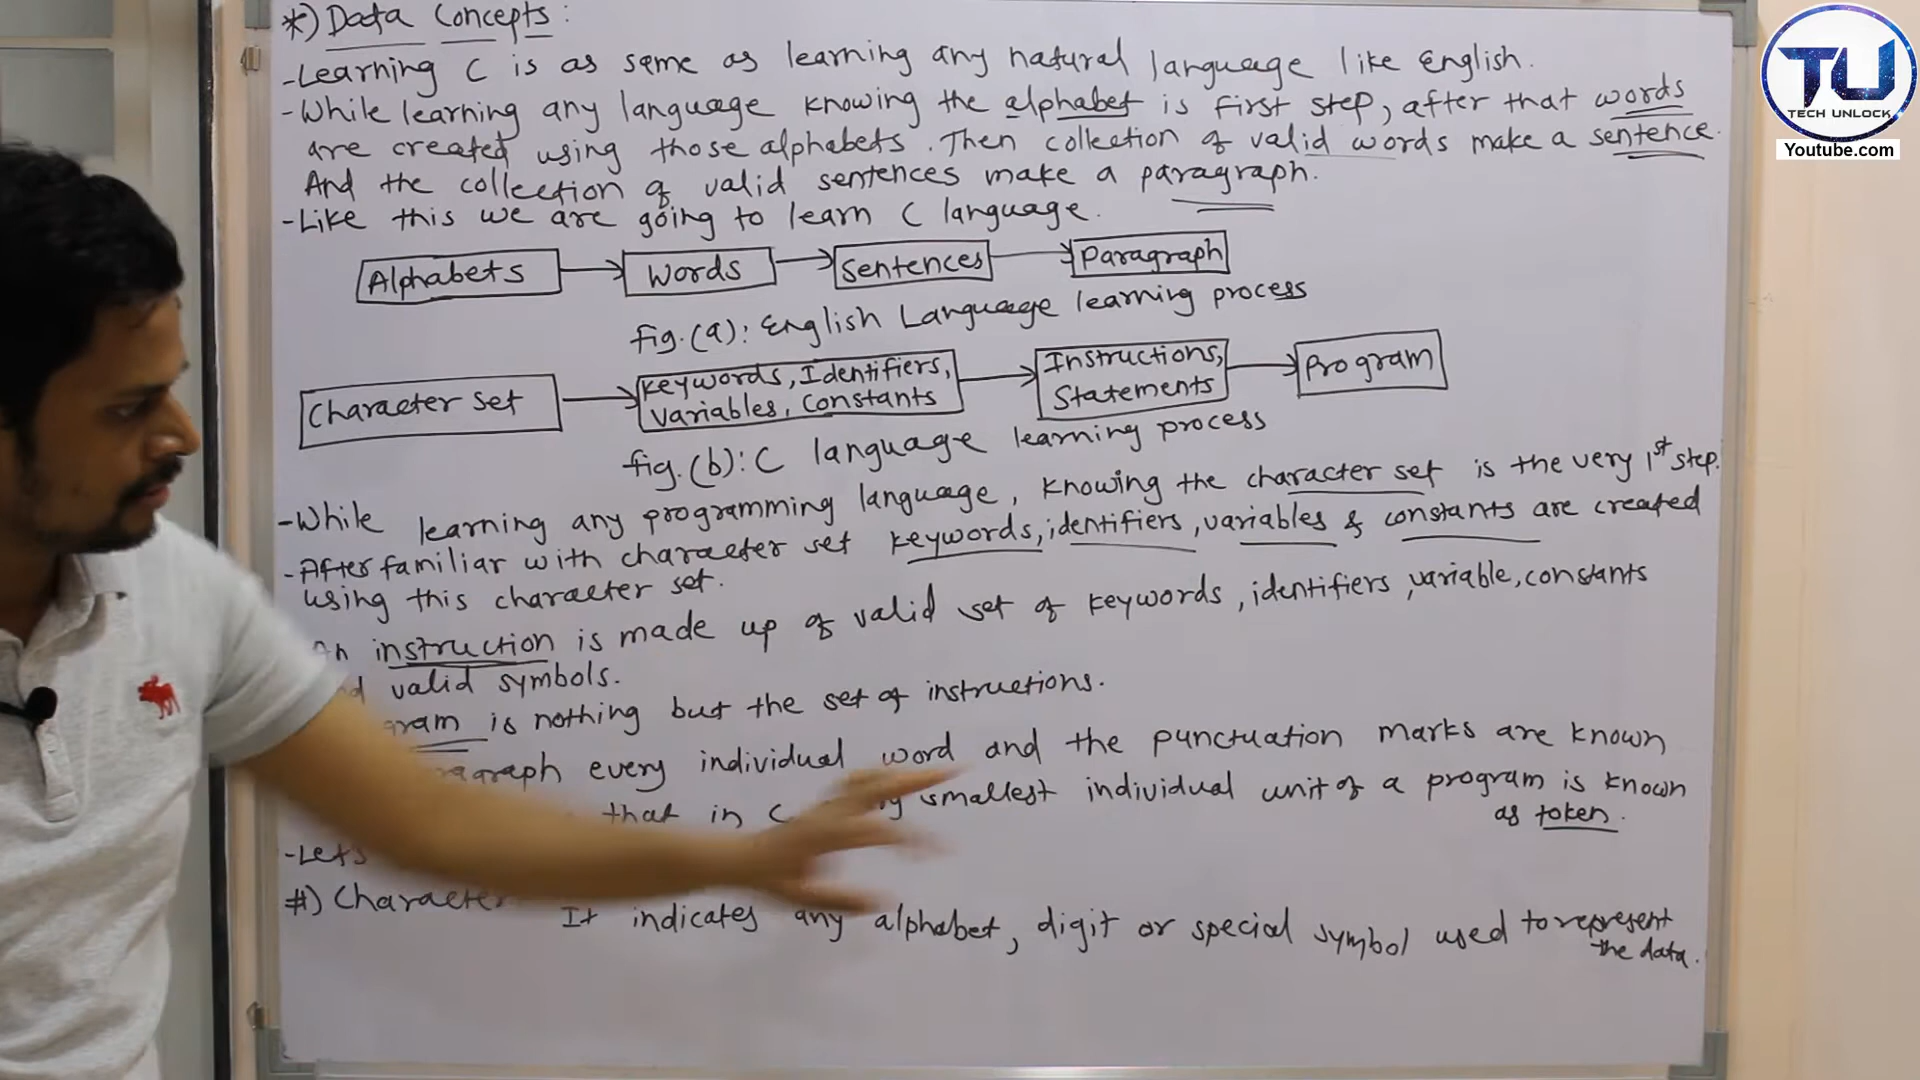 *) Data Concepts:
-Learning C is as same as learning any natural language like English.
-While learning any language knowing the alphabet is first step, after that words
are created using those alphabets. Then collection of valid words make a sentence.
And the collection of valid sentences make a paragraph.
-Like this we are going to learn C language.
Alphabets
Words
Sentences
Paragraph
fig.(a): English Language learning process
Character set
Keywords, Identifiers,
Variables, Constants
Instructions,
Statements
Program
fig.(b): C language learning process
-While learning any programming language, knowing the character set is the very 1st step.
-After familiar with character set keywords, identifiers, variables & constants are created
using this character set.
instruction is made up of valid set of keywords, identifiers, variable, constants
valid symbols.
is nothing but the set of instructions.
every individual word and the punctuation marks are known
that in C smallest individual unit of a program is known
as token.
-Lets
#) Character
It indicates any alphabet, digit or special symbol used to represent
the data.
TU
TECH UNLOCK
Youtube.com